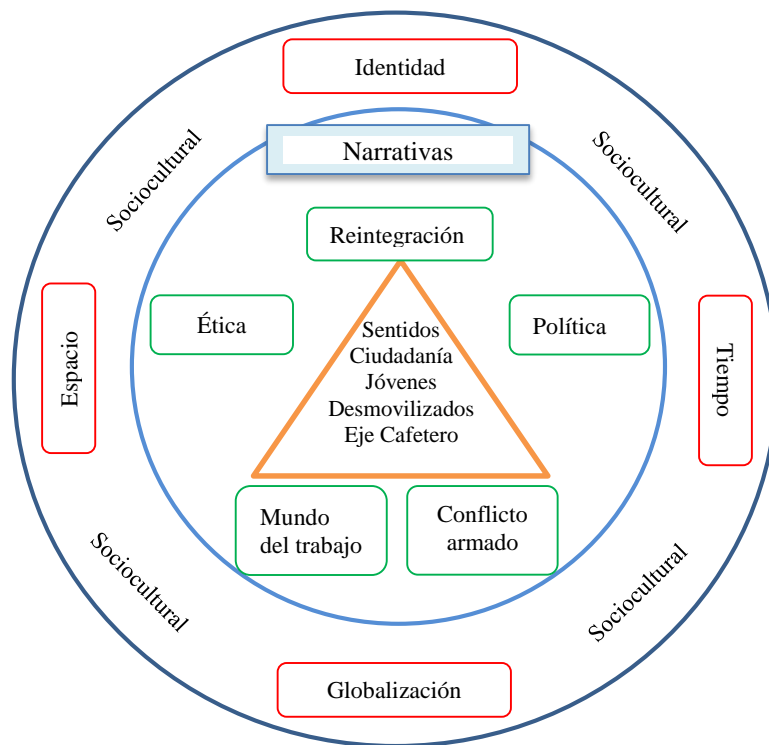 Identidad
Narrativas
Sociocultural
Sociocultural
Reintegración
Ética
Política
Espacio
Tiempo
Sentidos
Ciudadanía
Jóvenes
Desmovilizados
Eje Cafetero
Mundo
del trabajo
Conflicto
armado
Sociocultural
Sociocultural
Globalización